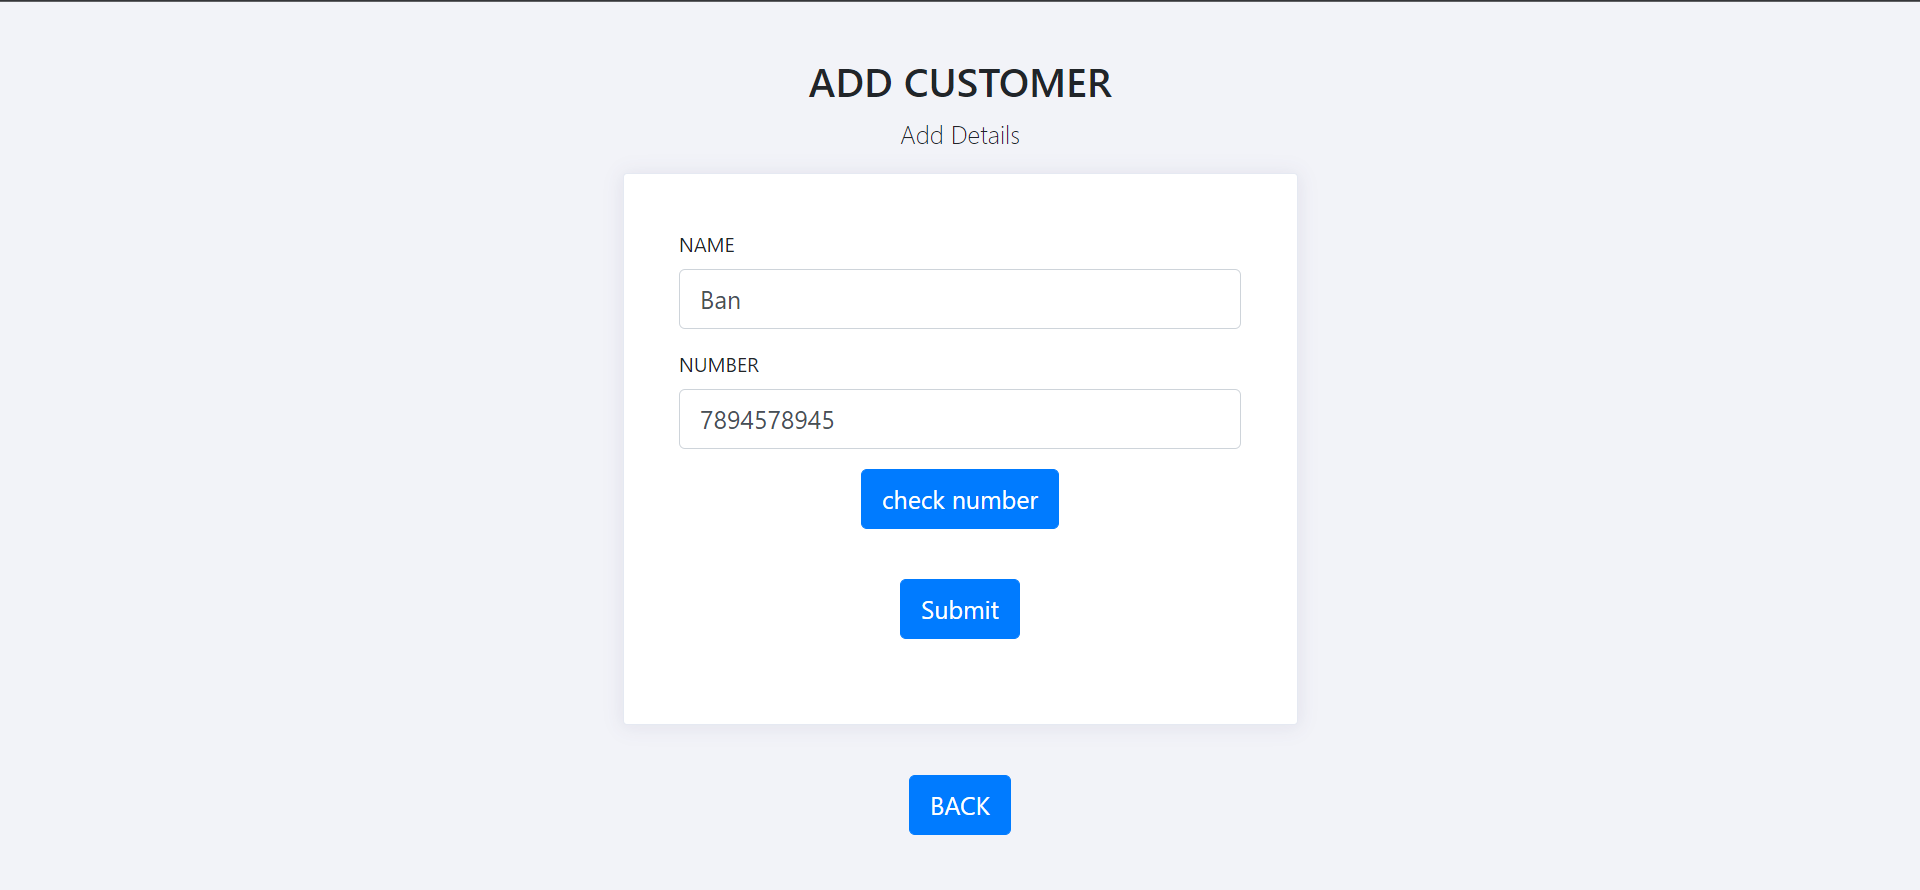 ADD CUSTOMER
Add Details
NAME
Ban
NUMBER
7894578945
check number
Submit
BACK